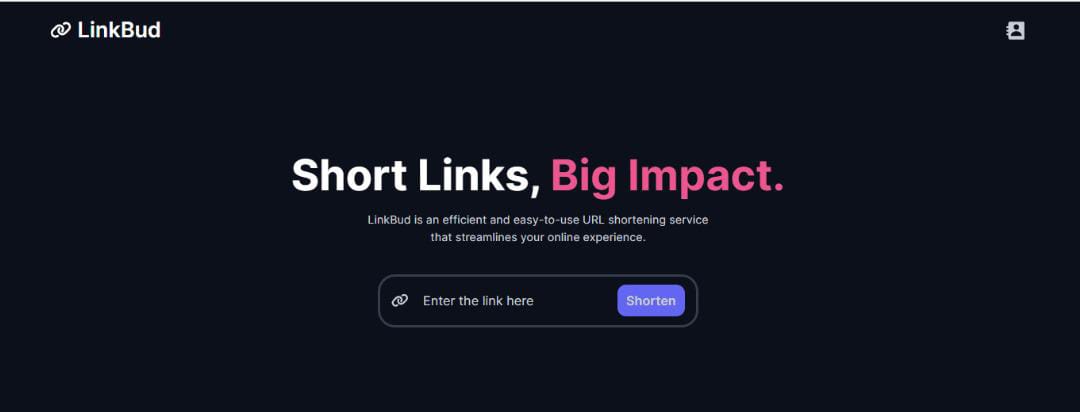 LinkBud
Short Links, Big Impact.
LinkBud is an efficient and easy-to-use URL shortening service
that streamlines your online experience.
Enter the link here
Shorten